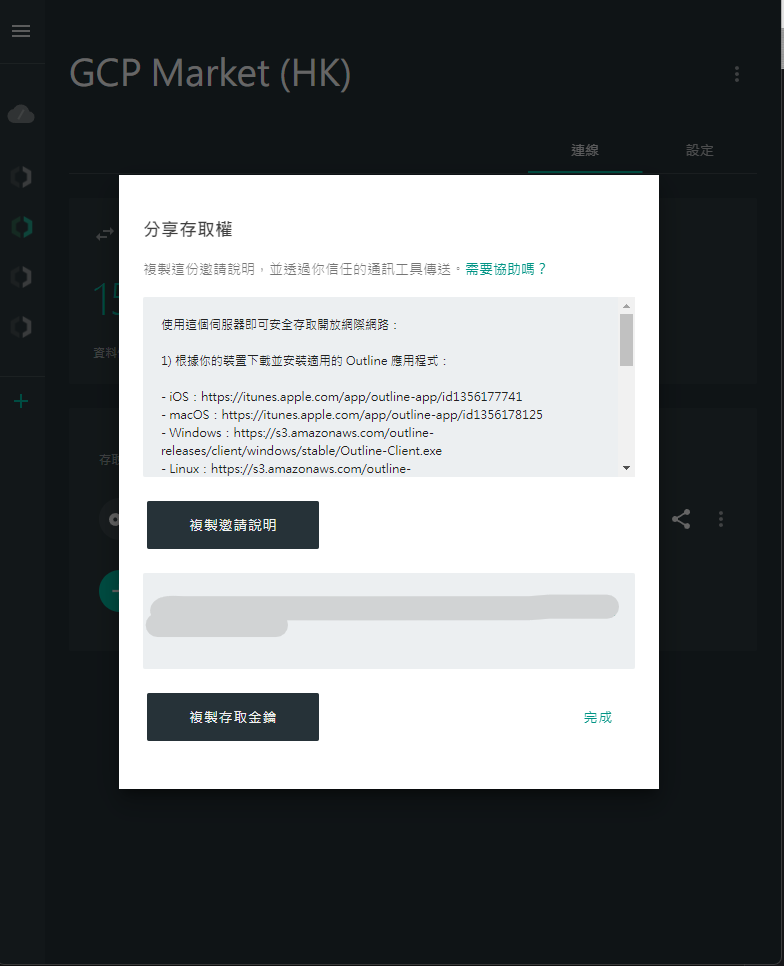 GCP Market (HK)
連線
設定
分享存取權
複製這份邀請說明，並透過你信任的通訊工具傳送。需要協助嗎？
使用這個伺服器即可安全存取開放網際網路：
1) 根據你的裝置下載並安裝適用的 Outline 應用程式：
- iOS：https://itunes.apple.com/app/outline-app/id1356177741
- macOS：https://itunes.apple.com/app/outline-app/id1356178125
- Windows：https://s3.amazonaws.com/outline-
releases/client/windows/stable/Outline-Client.exe
- Linux：https://s3.amazonaws.com/outline-
資料
存取
複製邀請說明
複製存取金鑰
完成